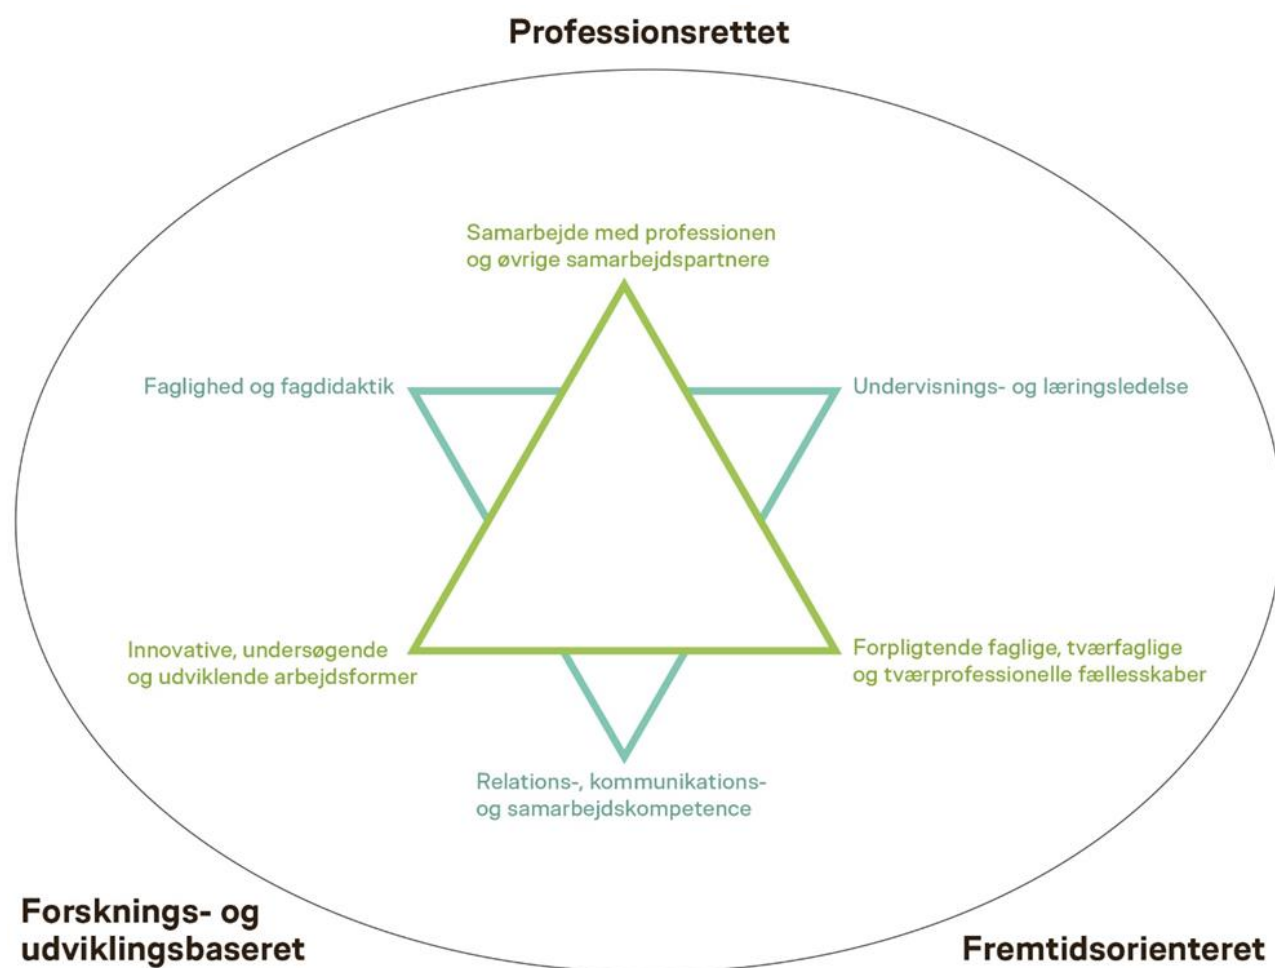 Professionsrettet
Samarbejde med professionen
og øvrige samarbejdspartnere
Faglighed og fagdidaktik
Undervisnings- og læringsledelse
Innovative, undersøgende
og udviklende arbejdsformer
Forpligtende faglige, tværfaglige
og tværprofessionelle fællesskaber
Relations-, kommunikations-
og samarbejdskompetence
Forsknings- og
udviklingsbaseret
Fremtidsorienteret